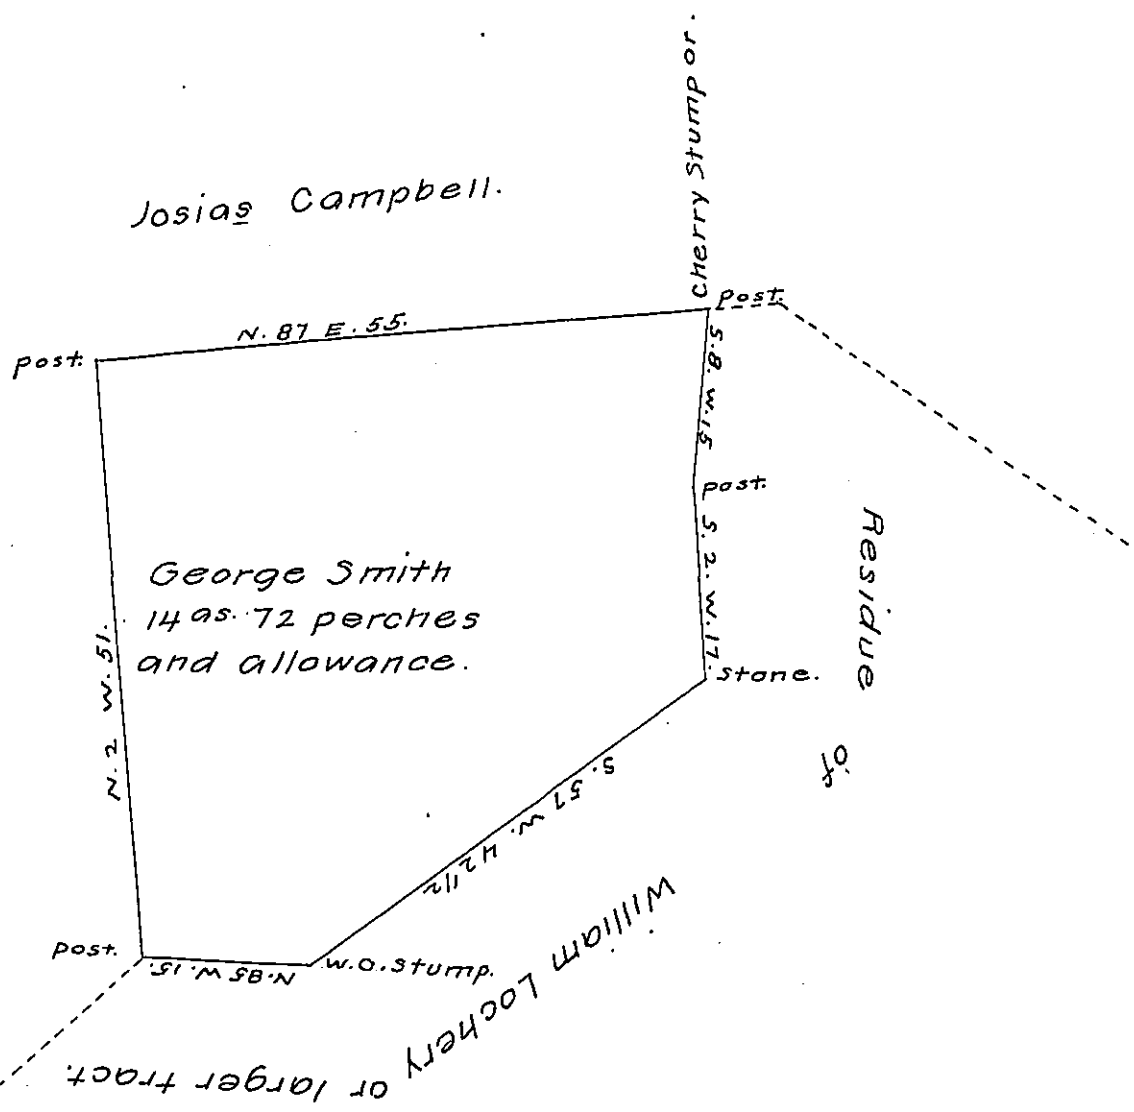 Josias Campbell.
Cherry Stump or.
post.
N. 87 E. 55.
post.
S. 8. W. 15
post.
S. 2. W. 17.
stone.
George Smith
14 as. 72 perches
and allowance.
N. 2 W. 51.
S. 57 W. 42 1/2
post.
N. 85 W. 15.
W.O. Stump.
Residue
of
William Lochery
or larger tract.